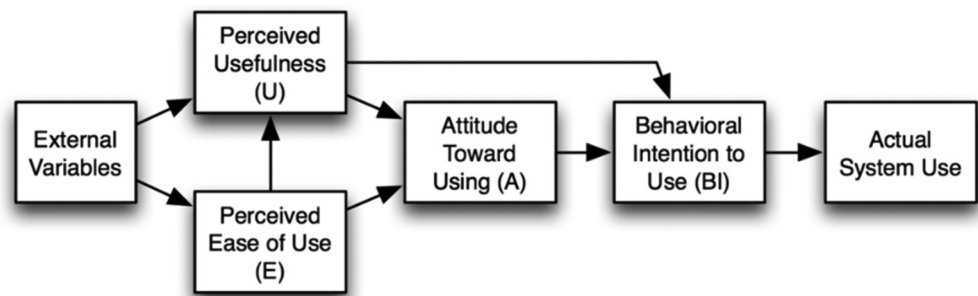 Perceived
Usefulness
(U)
External
Variables
Perceived
Ease of Use
(E)
Attitude
Toward
Using (A)
Behavioral
Intention to
Use (BI)
Actual
System Use